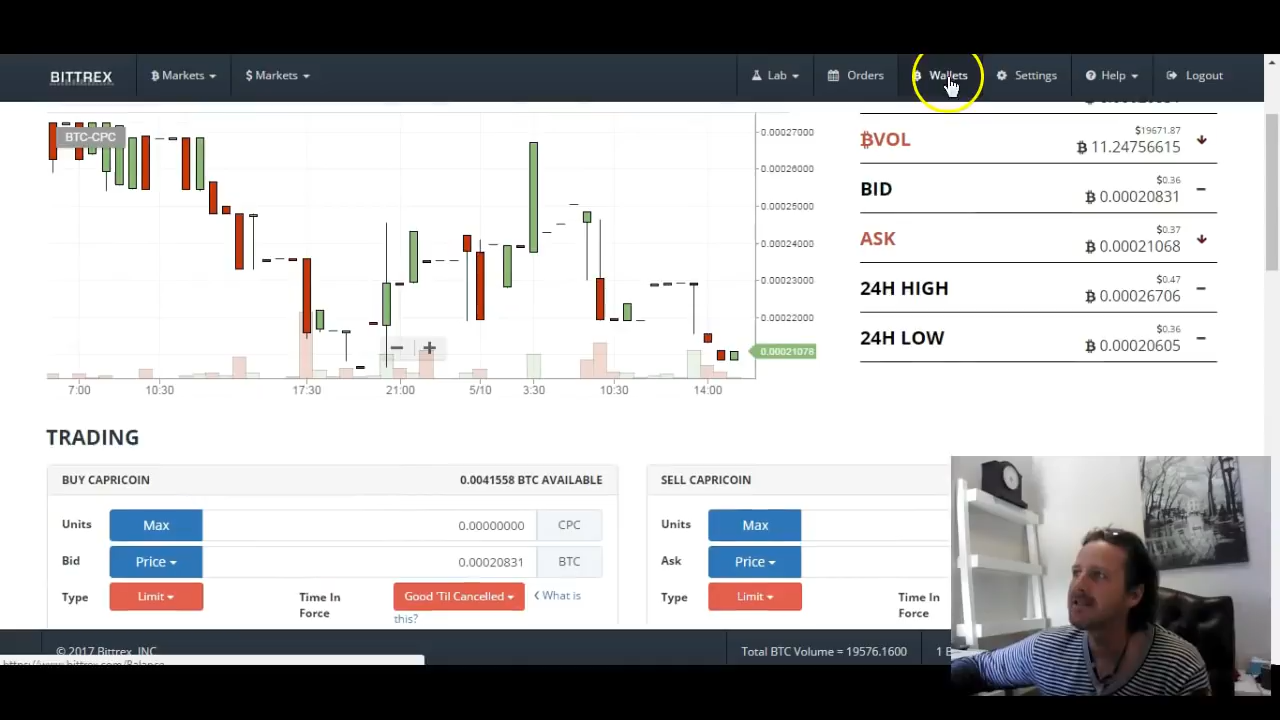 BITTREX
Ƀ Markets
$ Markets
Lab
Orders
Ƀ Wallets
Settings
Help
Logout
BTC-CPC
0.00027000
0.00026000
0.00025000
0.00024000
0.00023000
0.00022000
0.00021078
7:00 10:30 17:30 21:00 5/10 3:30 10:30 14:00
ɃVOL
$19671.87
Ƀ 11.24756615
BID
$0.36
Ƀ 0.00020831
ASK
$0.37
Ƀ 0.00021068
24H HIGH
$0.47
Ƀ 0.00026706
24H LOW
$0.36
Ƀ 0.00020605
TRADING
BUY CAPRICOIN 0.0041558 BTC AVAILABLE
Units Max 0.00000000 CPC
Bid Price 0.00020831 BTC
Type Limit Time In Force Good 'Til Cancelled What is this?
SELL CAPRICOIN
Units Max
Ask Price
Type Limit Time In Force
© 2017 Bittrex, INC
Total BTC Volume = 19576.1600
https://www.bittrex.com/Balance